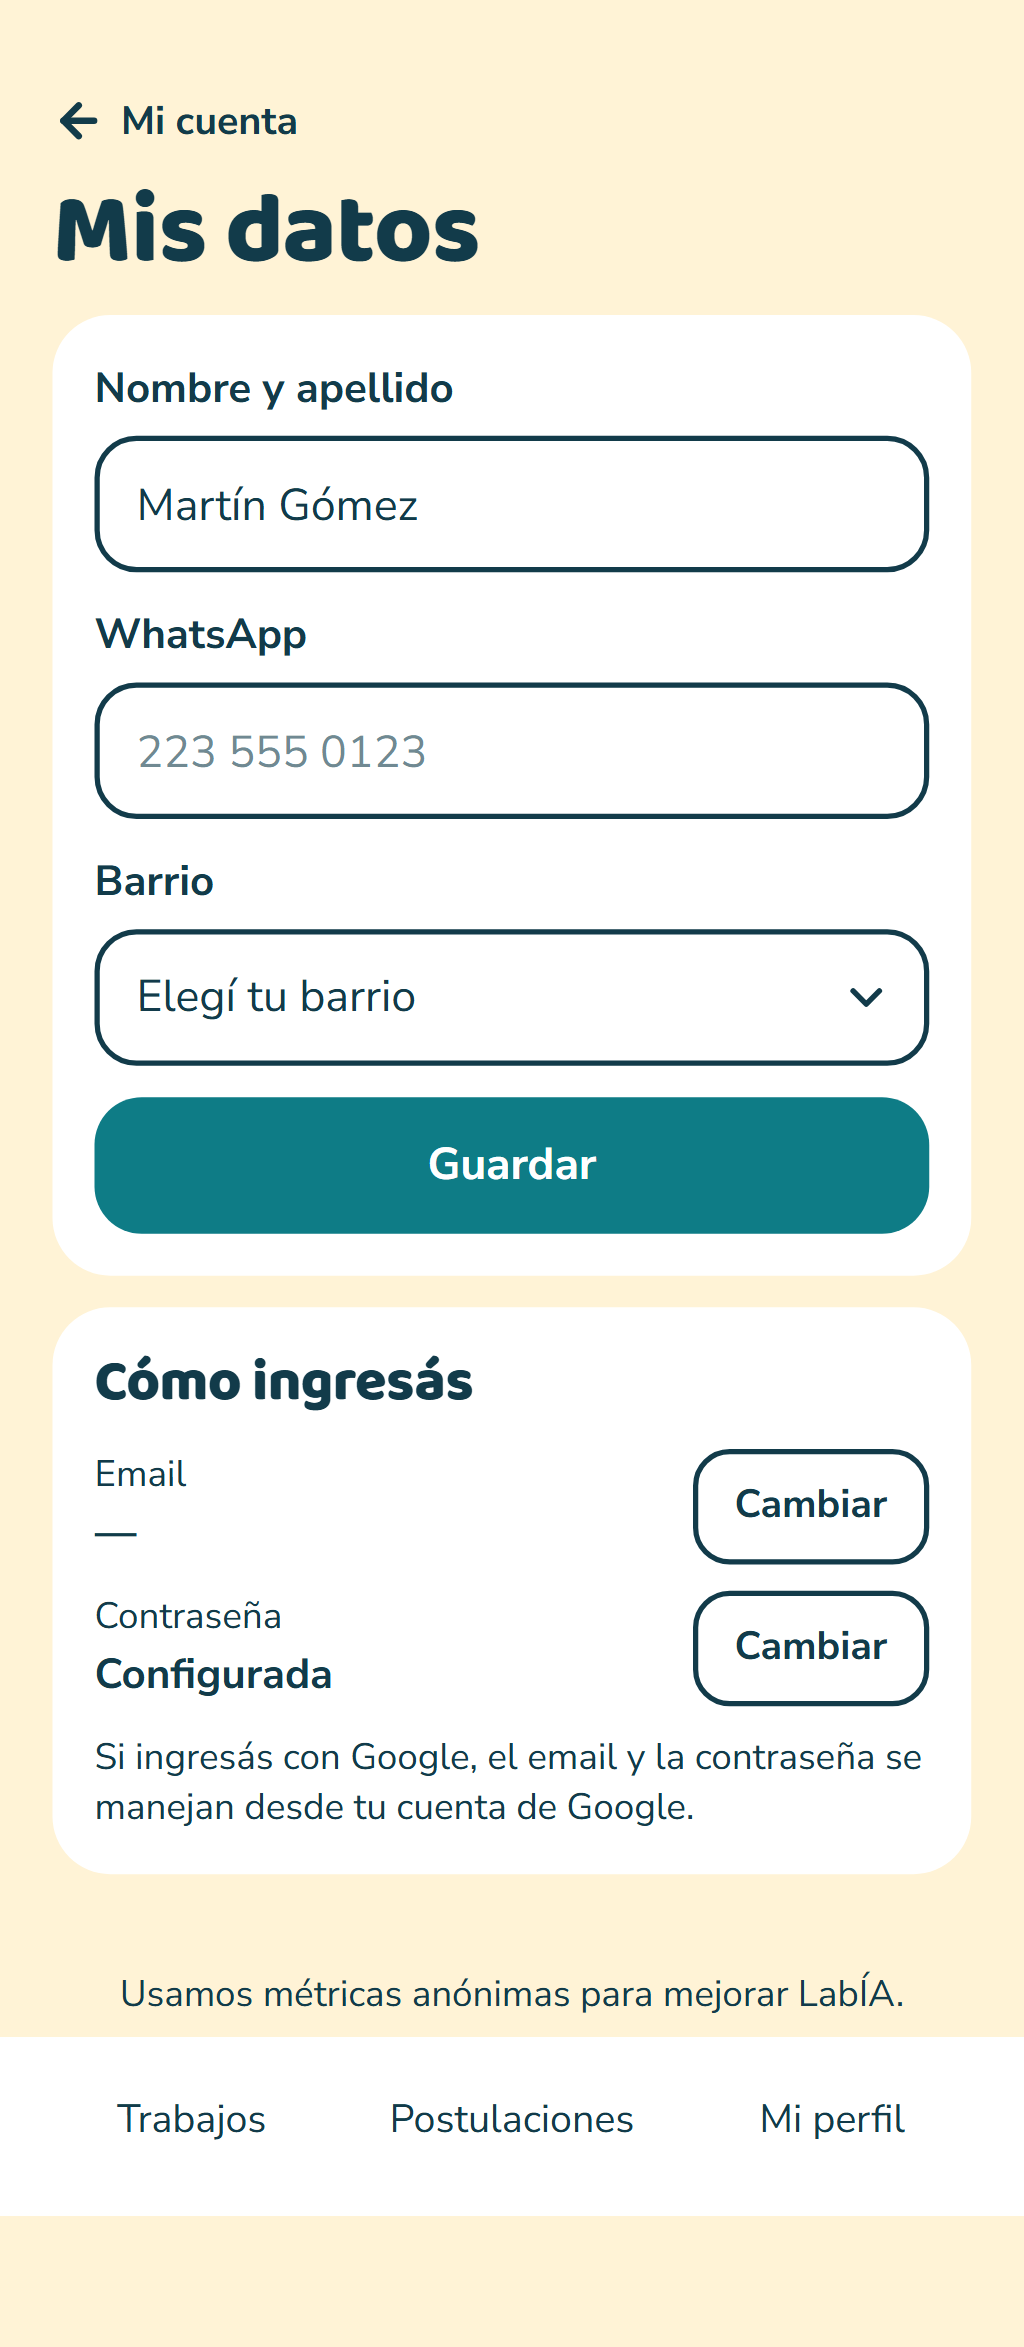 Mi cuenta
Mis datos
Nombre y apellido
Martín Gómez
WhatsApp
223 555 0123
Barrio
Elegí tu barrio
Guardar
Cómo ingresás
Email
—
Cambiar
Contraseña
Configurada
Cambiar
Si ingresás con Google, el email y la contraseña se
manejan desde tu cuenta de Google.
Usamos métricas anónimas para mejorar LabÍA.
Trabajos
Postulaciones
Mi perfil